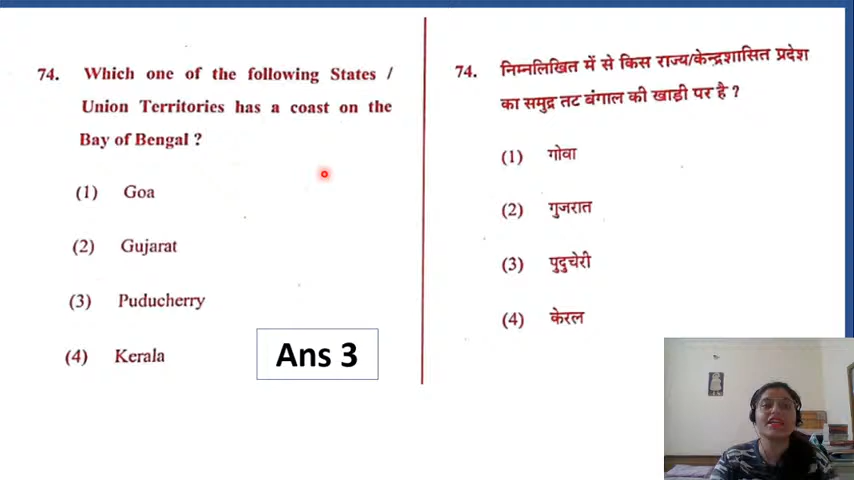 74. Which one of the following States /
Union Territories has a coast on the
Bay of Bengal ?
(1) Goa
(2) Gujarat
(3) Puducherry
(4) Kerala
Ans 3
74. निम्नलिखित में से किस राज्य/केन्द्रशासित प्रदेश
का समुद्र तट बंगाल की खाड़ी पर है ?
(1) गोवा
(2) गुजरात
(3) पुदुचेरी
(4) केरल